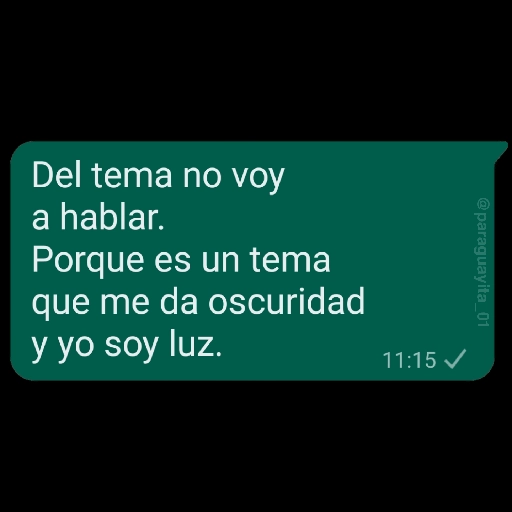 Del tema no voy
a hablar.
Porque es un tema
que me da oscuridad
y yo soy luz.
11:15
@paraguayita_01